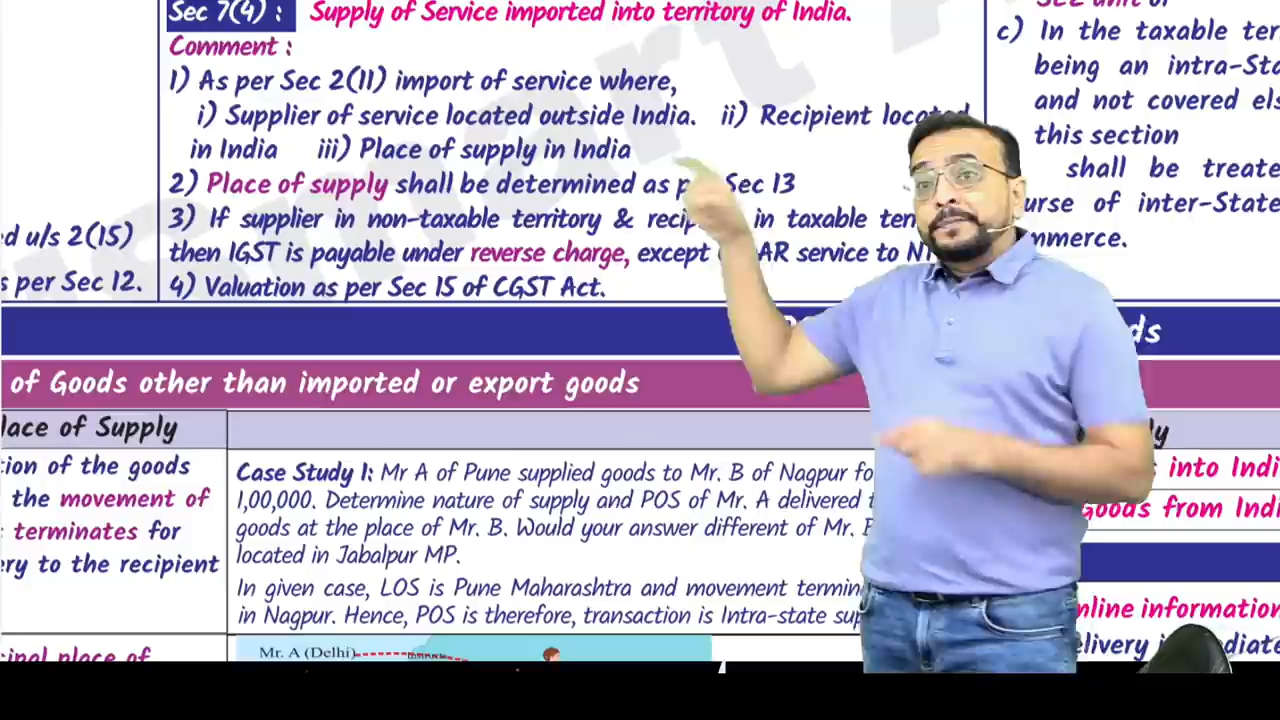 Sec 7(4) : Supply of Service imported into territory of India.
Comment :
1) As per Sec 2(11) import of service where,
i) Supplier of service located outside India. ii) Recipient located
in India iii) Place of supply in India
2) Place of supply shall be determined as p Sec 13
3) If supplier in non-taxable territory & recip in taxable ter
then IGST is payable under reverse charge, except AR service to N
4) Valuation as per Sec 15 of CGST Act.
ed u/s 2(15)
s per Sec 12.
SEZ unit or
c) In the taxable ter
being an intra-Sta
and not covered els
this section
shall be treate
urse of inter-State
mmerce.
ds
of Goods other than imported or export goods
lace of Supply
tion of the goods
the movement of
terminates for
ery to the recipient
Case Study 1: Mr A of Pune supplied goods to Mr. B of Nagpur fo
1,00,000. Determine nature of supply and POS of Mr. A delivered t
goods at the place of Mr. B. Would your answer different of Mr. B
located in Jabalpur MP.
In given case, LOS is Pune Maharashtra and movement termin
in Nagpur. Hence, POS is therefore, transaction is Intra-state sup
ly
into Indi
Goods from Indi
nline information
elivery diate
cipal place of
Mr. A (Delhi)